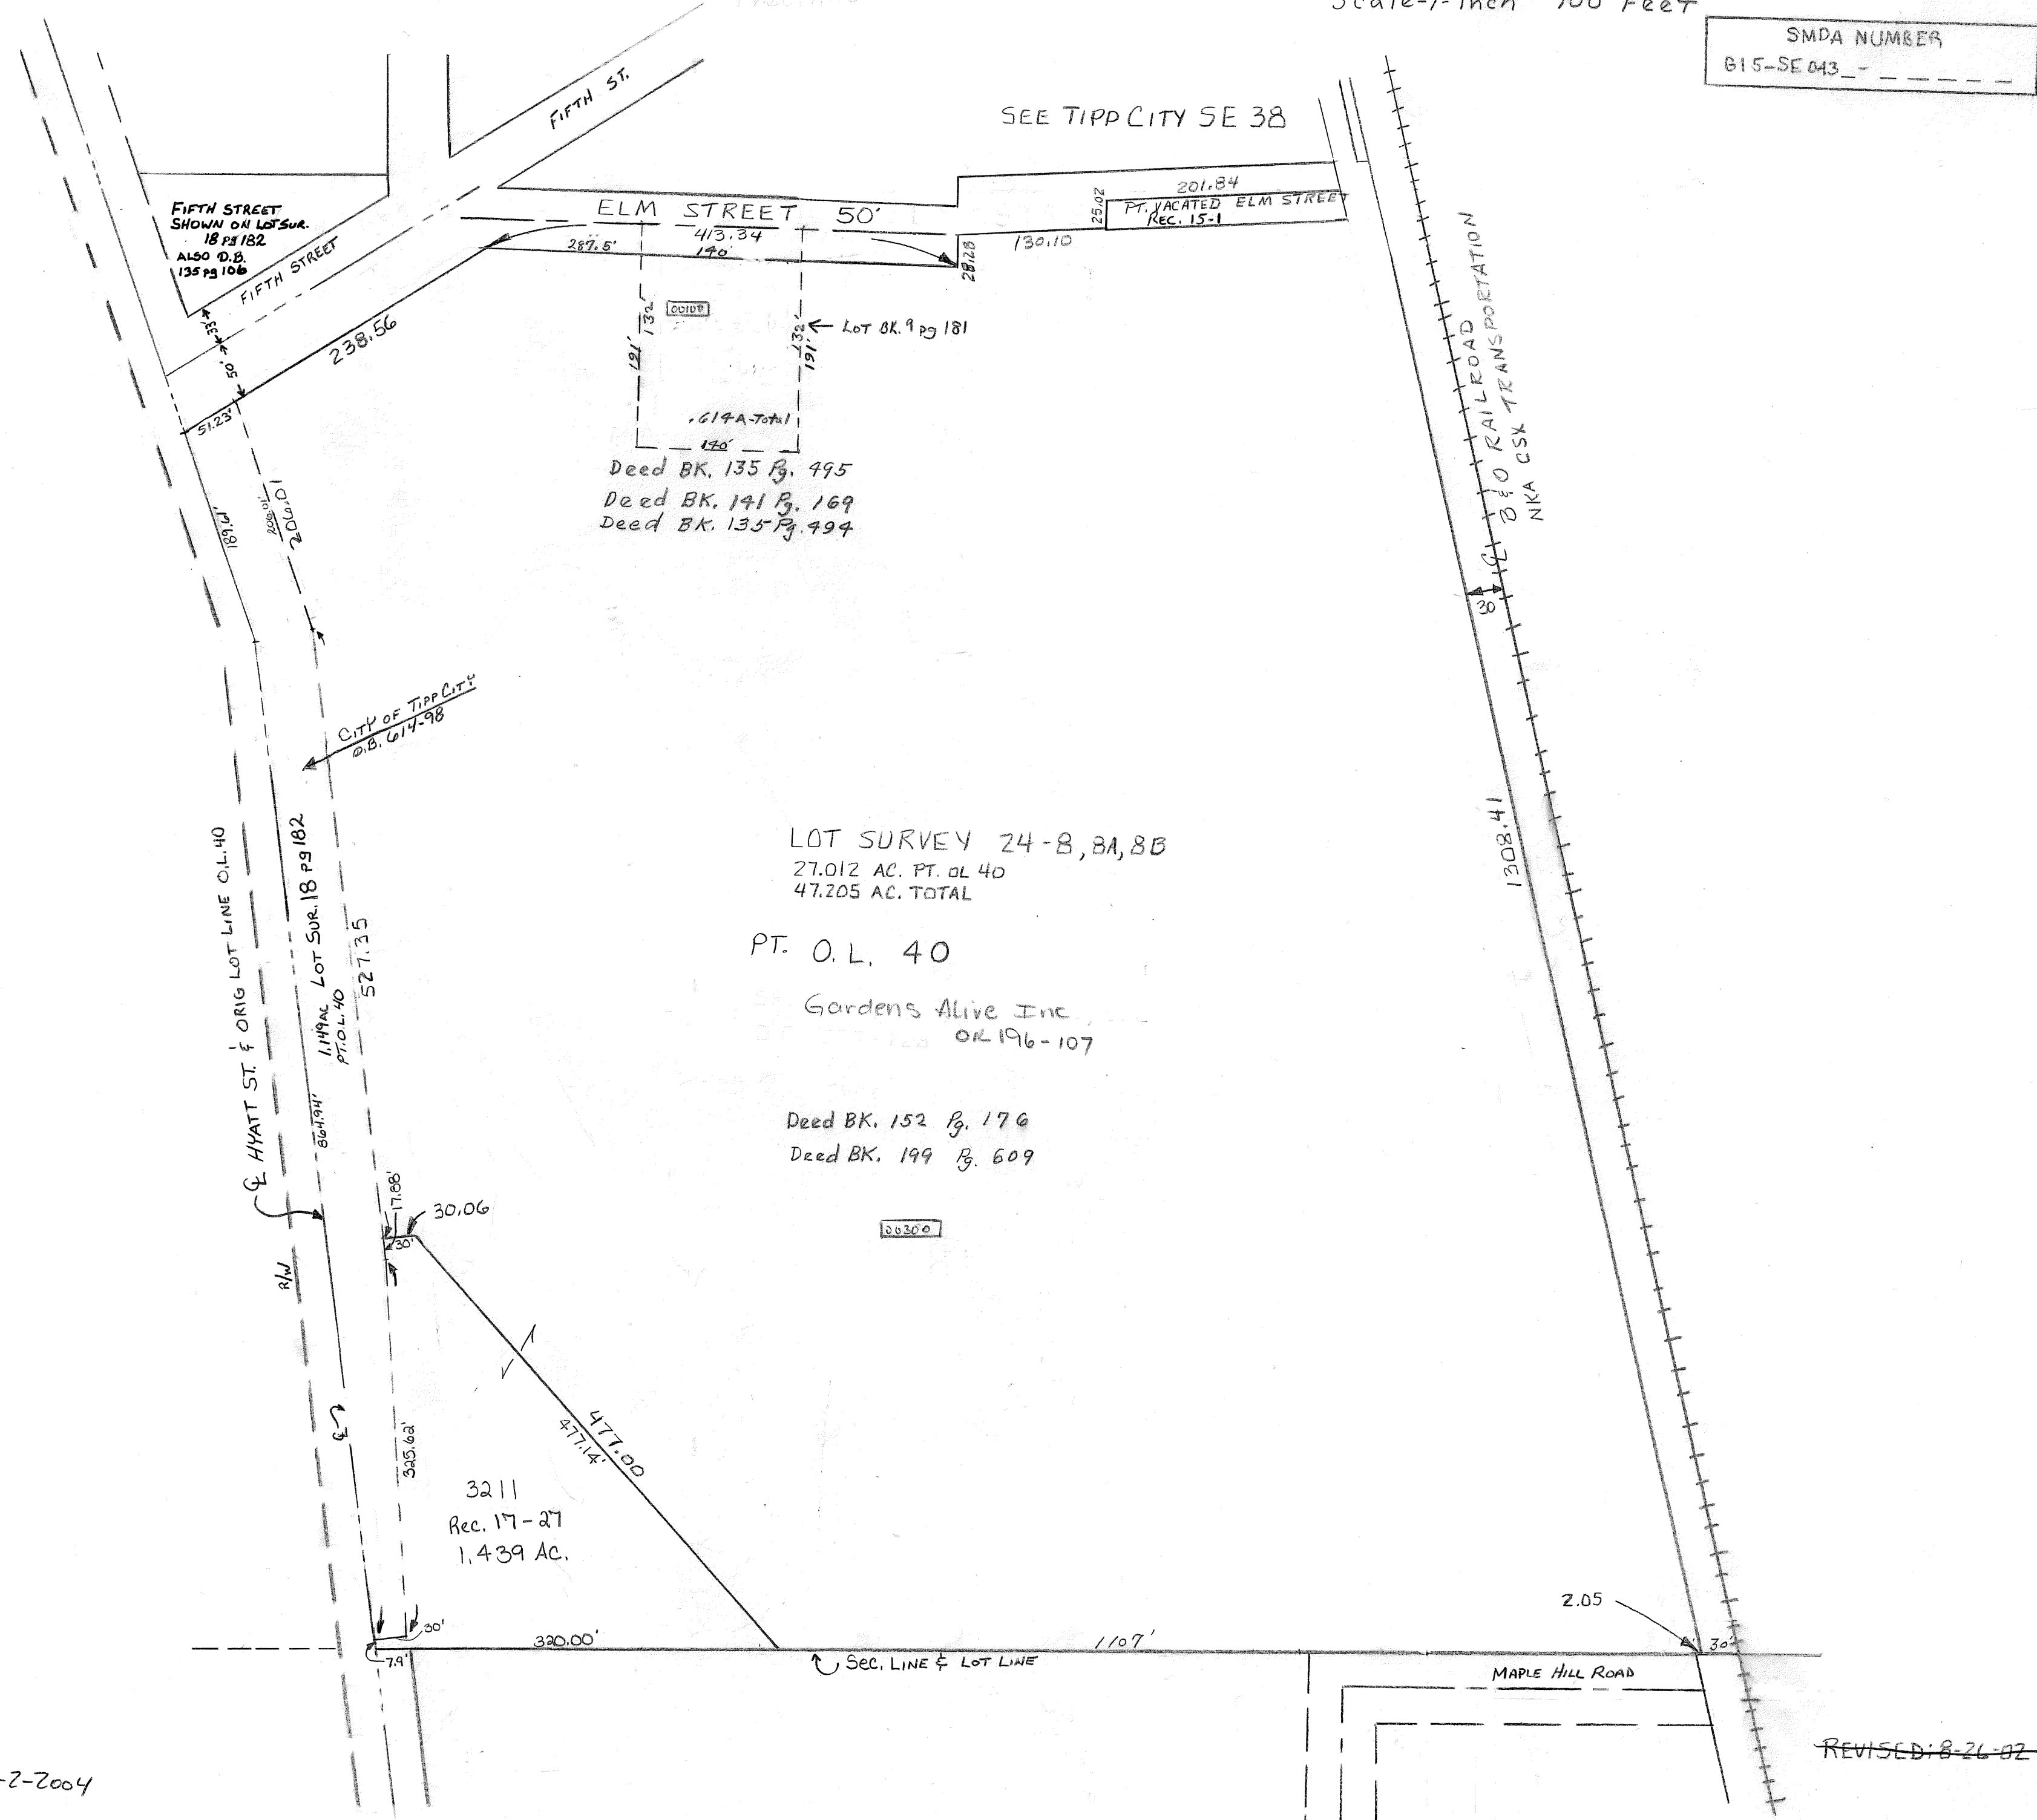 Feet
SMDA NUMBER
G15-SE043_-_ _ _ _ _
SEE TIPP CITY SE 38
FIFTH ST.
FIFTH STREET
SHOWN ON LOT SUR.
18 Pg 182
ALSO D.B.
135 Pg 106
FIFTH STREET
33'
50'
238.56
51.23'
ELM STREET 50'
413.34
287.5'
140'
28.28
130.10
25.02
201.84
PT. VACATED ELM STREET
REC. 15-1
132'
191'
00100
132'
191'
LOT BK. 9 pg 181
.614A-Total
140'
Deed BK. 135 Pg. 495
Deed BK. 141 Pg. 169
Deed BK. 135 Pg. 494
189.61'
206.01'
206.01
B & O RAILROAD
NKA CSX TRANSPORTATION
℄
30
CITY OF TIPP CITY
D.B. 614-98
1308.41
LOT SURVEY 24-8, 8A, 8B
27.012 AC. PT. OL 40
47.205 AC. TOTAL
PT. O.L. 40
Gardens Alive Inc
OR 196-107
Deed BK. 152 Pg. 176
Deed BK. 199 Pg. 609
00300
℄ HYATT ST. & ORIG LOT LINE O.L. 40
1.149 AC LOT SUR. 18 Pg 182
PT. O.L. 40
527.35
864.94'
R/W
17.88'
30.06
30'
℄
325.62'
477.00
477.14'
3211
Rec. 17-27
1.439 AC.
30'
7.9'
320.00'
1107'
SEC. LINE & LOT LINE
2.05
30'
MAPLE HILL ROAD
REVISED: 8-26-02
-2-2004